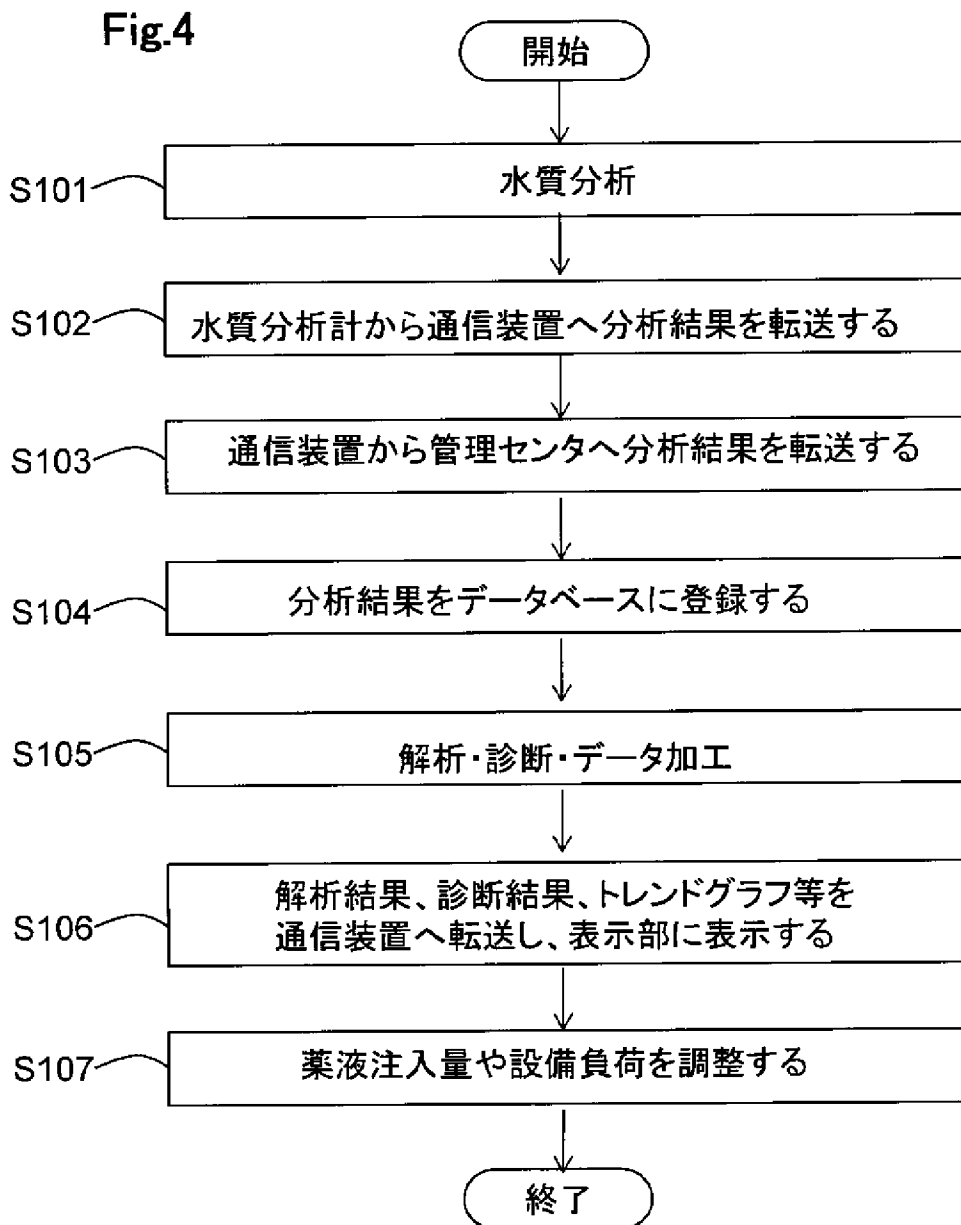 Fig.4
開始
S101
水質分析
S102
水質分析計から通信装置へ分析結果を転送する
S103
通信装置から管理センタへ分析結果を転送する
S104
分析結果をデータベースに登録する
S105
解析・診断・データ加工
S106
解析結果、診断結果、トレンドグラフ等を
通信装置へ転送し、表示部に表示する
S107
薬液注入量や設備負荷を調整する
終了